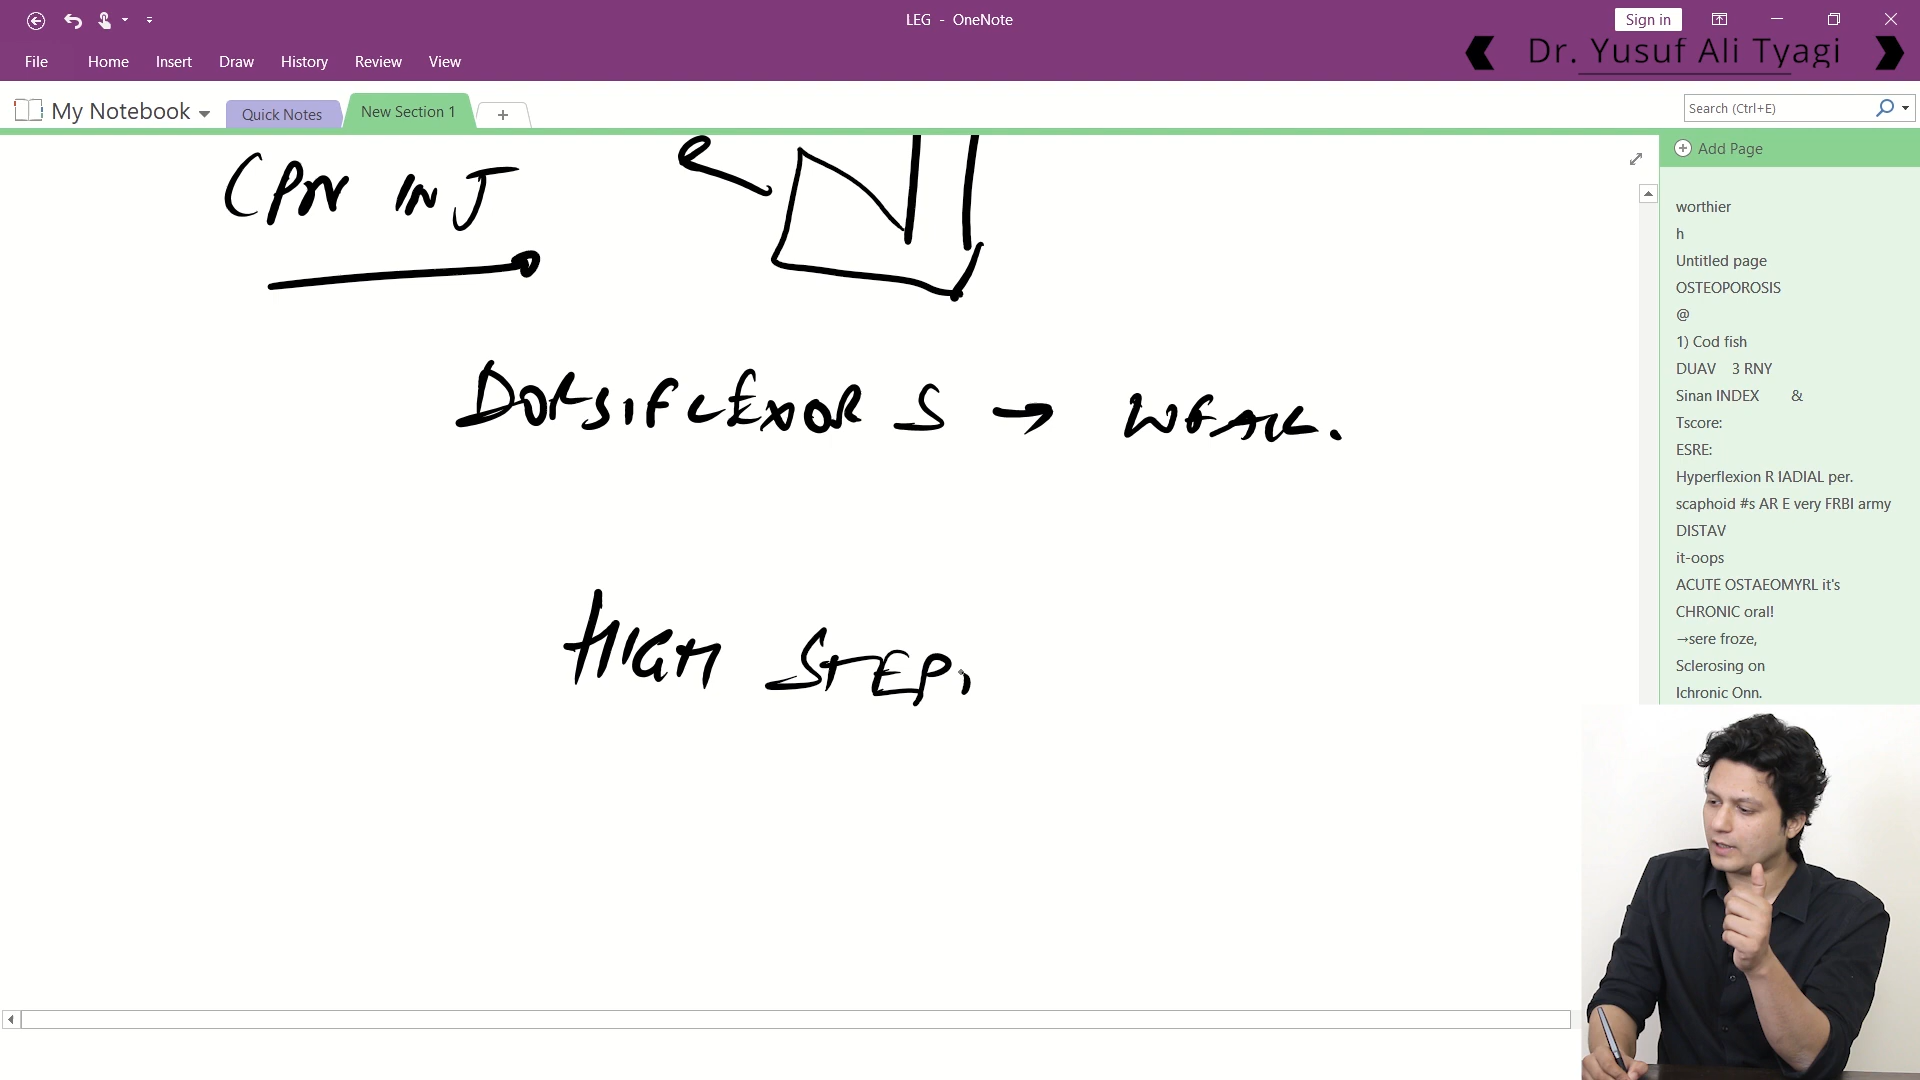 LEG - OneNote
Sign in
File Home Insert Draw History Review View
Dr. Yusuf Ali Tyagi
My Notebook
Quick Notes
New Section 1
Search (Ctrl+E)
Add Page
CPN INJ
DORSIFLEXORS → WEAK.
HIGH STEPI
worthier
h
Untitled page
OSTEOPOROSIS
@
1) Cod fish
DUAV 3 RNY
Sinan INDEX &
Tscore:
ESRE:
Hyperflexion R IADIAL per.
scaphoid #s AR E very FRBI army
DISTAV
it-oops
ACUTE OSTAEOMYRL it's
CHRONIC oral!
→sere froze,
Sclerosing on
Ichronic Onn.